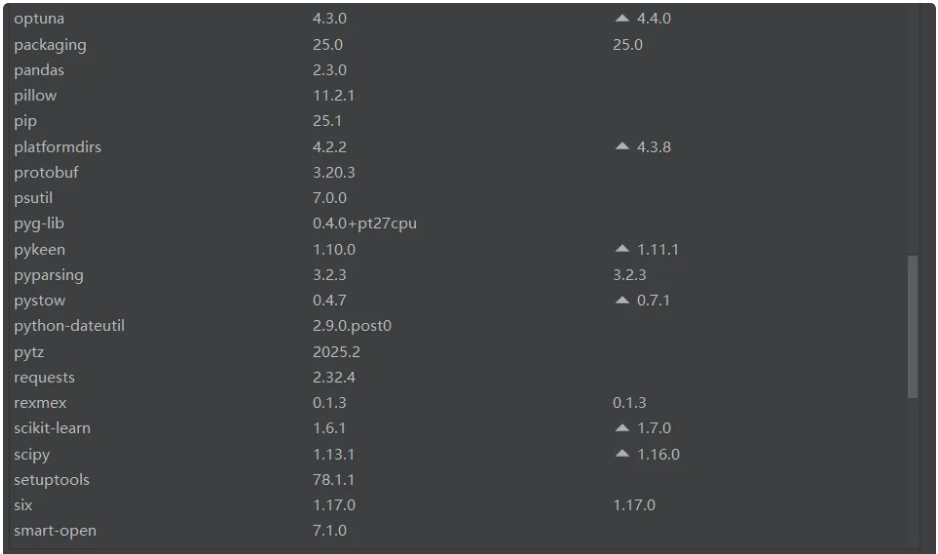 optuna 4.3.0 ▲ 4.4.0
packaging 25.0 25.0
pandas 2.3.0
pillow 11.2.1
pip 25.1
platformdirs 4.2.2 ▲ 4.3.8
protobuf 3.20.3
psutil 7.0.0
pyg-lib 0.4.0+pt27cpu
pykeen 1.10.0 ▲ 1.11.1
pyparsing 3.2.3 3.2.3
pystow 0.4.7 ▲ 0.7.1
python-dateutil 2.9.0.post0
pytz 2025.2
requests 2.32.4
rexmex 0.1.3 0.1.3
scikit-learn 1.6.1 ▲ 1.7.0
scipy 1.13.1 ▲ 1.16.0
setuptools 78.1.1
six 1.17.0 1.17.0
smart-open 7.1.0